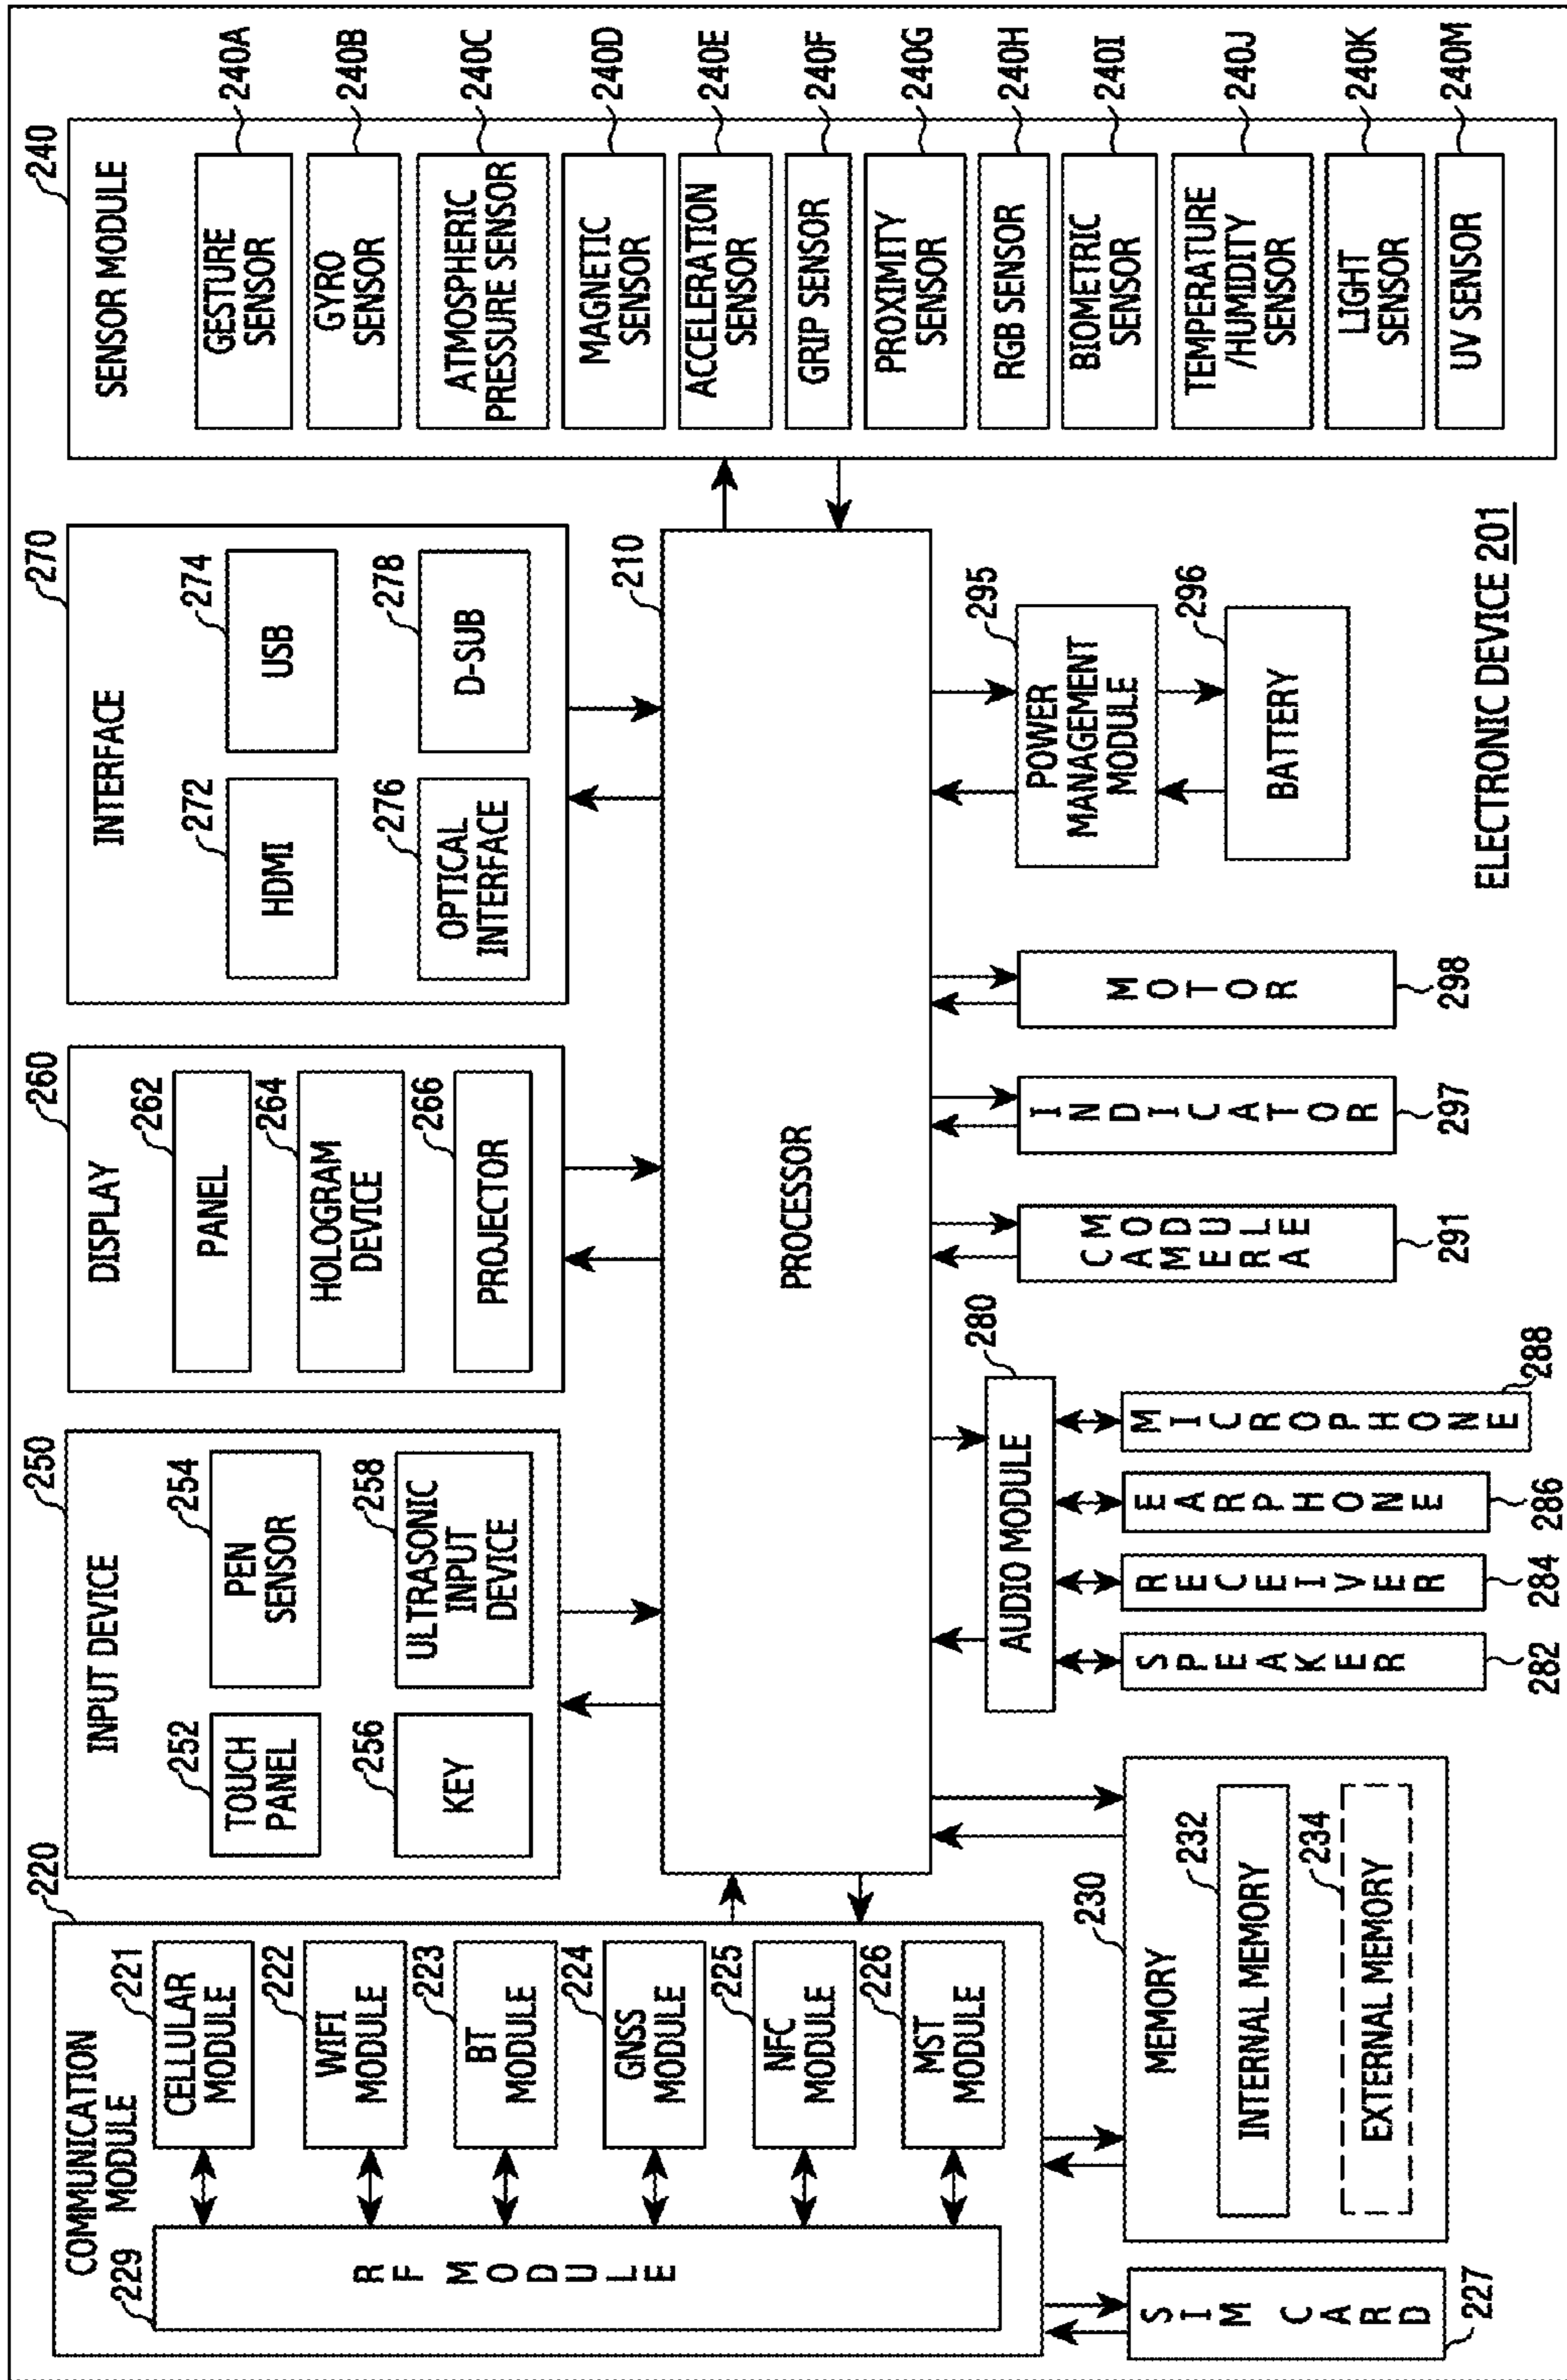 COMMUNICATION
MODULE
220
229
RF MODULE
221
CELLULAR
MODULE
222
WIFI
MODULE
223
BT
MODULE
224
GNSS
MODULE
225
NFC
MODULE
226
MST
MODULE
SIM CARD
227
INPUT DEVICE
250
252
TOUCH
PANEL
254
PEN
SENSOR
256
KEY
258
ULTRASONIC
INPUT
DEVICE
DISPLAY
260
262
PANEL
264
HOLOGRAM
DEVICE
266
PROJECTOR
INTERFACE
270
272
HDMI
274
USB
276
OPTICAL
INTERFACE
278
D-SUB
SENSOR MODULE
240
GESTURE
SENSOR
240A
GYRO
SENSOR
240B
ATMOSPHERIC
PRESSURE SENSOR
240C
MAGNETIC
SENSOR
240D
ACCELERATION
SENSOR
240E
GRIP SENSOR
240F
PROXIMITY
SENSOR
240G
RGB SENSOR
240H
BIOMETRIC
SENSOR
240I
TEMPERATURE
/HUMIDITY
SENSOR
240J
LIGHT
SENSOR
240K
UV SENSOR
240M
PROCESSOR
210
MEMORY
230
232
INTERNAL MEMORY
234
EXTERNAL MEMORY
AUDIO MODULE
280
SPEAKER
282
RECEIVER
284
EARPHONE
286
MICROPHONE
288
CAMERA
MODULE
291
INDICATOR
297
MOTOR
298
POWER
MANAGEMENT
MODULE
295
BATTERY
296
ELECTRONIC DEVICE 201